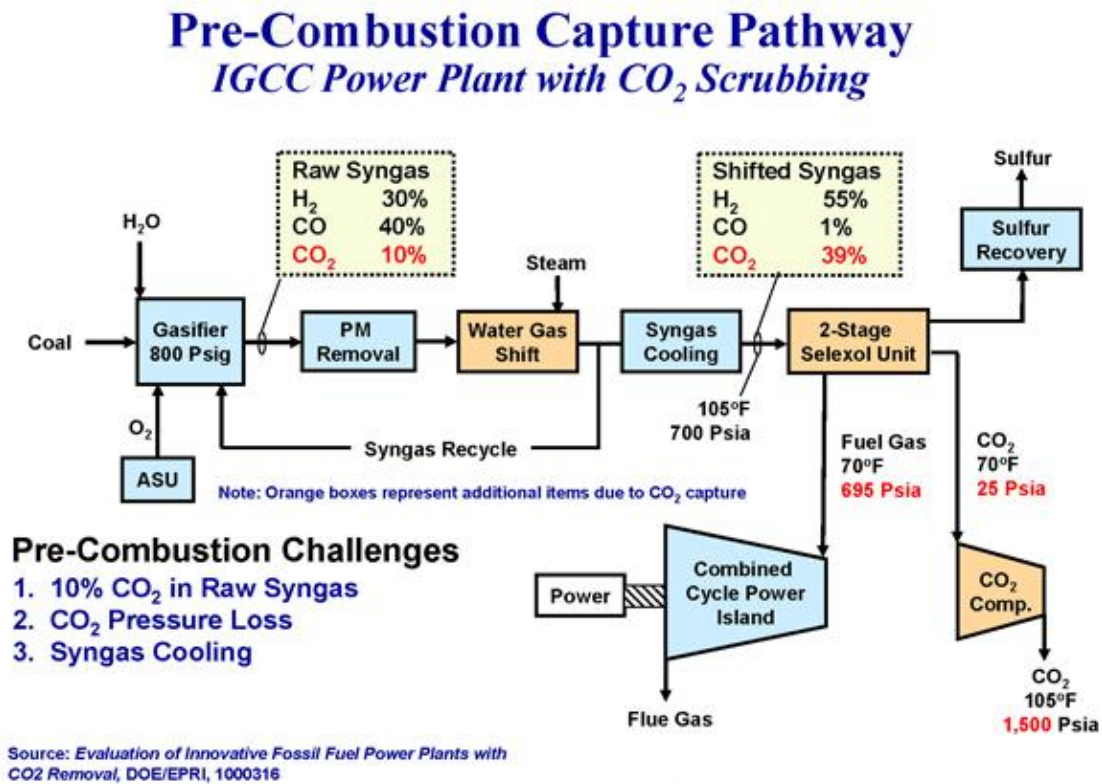 Pre-Combustion Capture Pathway
IGCC Power Plant with CO₂ Scrubbing
Raw Syngas
H₂ 30%
CO 40%
CO₂ 10%
Shifted Syngas
H₂ 55%
CO 1%
CO₂ 39%
Sulfur
Sulfur
Recovery
H₂O
Steam
Coal
Gasifier
800 Psig
PM
Removal
Water Gas
Shift
Syngas
Cooling
2-Stage
Selexol Unit
105ºF
700 Psia
O₂
ASU
Syngas Recycle
Fuel Gas
70ºF
695 Psia
CO₂
70ºF
25 Psia
Note: Orange boxes represent additional items due to CO₂ capture
Pre-Combustion Challenges
1. 10% CO₂ in Raw Syngas
2. CO₂ Pressure Loss
3. Syngas Cooling
Power
Combined
Cycle Power
Island
CO₂
Comp.
Flue Gas
CO₂
105ºF
1,500 Psia
Source: Evaluation of Innovative Fossil Fuel Power Plants with
CO2 Removal, DOE/EPRI, 1000316